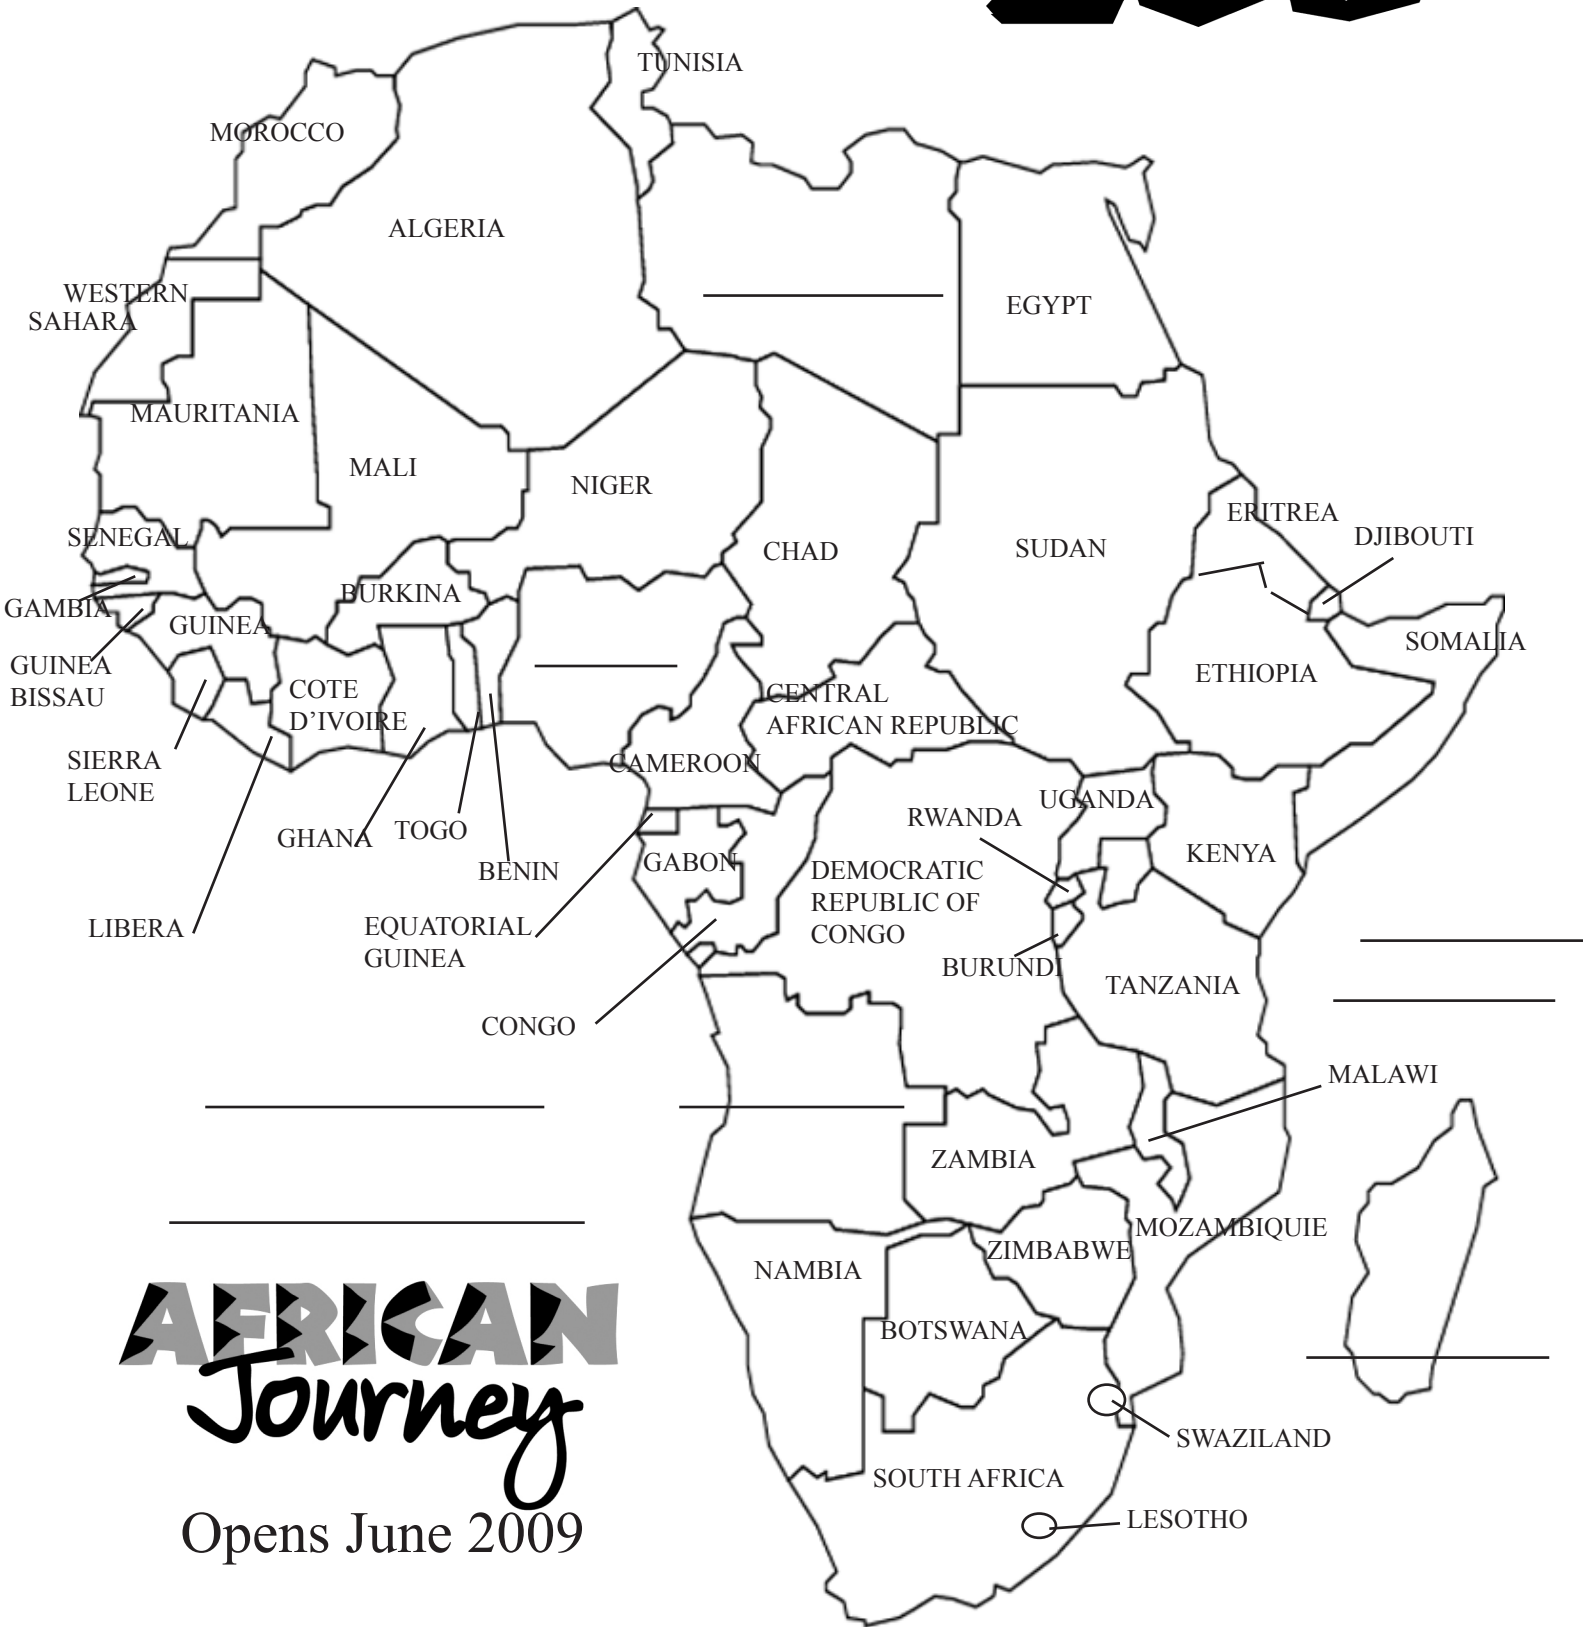 TUNISIA
MOROCCO
ALGERIA
WESTERN
SAHARA
EGYPT
MAURITANIA
MALI
NIGER
SENEGAL
ERITREA
DJIBOUTI
CHAD
SUDAN
GAMBIA
BURKINA
GUINEA
SOMALIA
GUINEA
BISSAU
ETHIOPIA
COTE
D’IVOIRE
CENTRAL
AFRICAN REPUBLIC
SIERRA
LEONE
CAMEROON
UGANDA
RWANDA
GHANA
TOGO
KENYA
BENIN
GABON
DEMOCRATIC
REPUBLIC OF
CONGO
LIBERA
EQUATORIAL
GUINEA
BURUNDI
TANZANIA
CONGO
MALAWI
ZAMBIA
MOZAMBIQUIE
ZIMBABWE
NAMBIA
BOTSWANA
AFRICAN
Journey
SWAZILAND
SOUTH AFRICA
LESOTHO
Opens June 2009